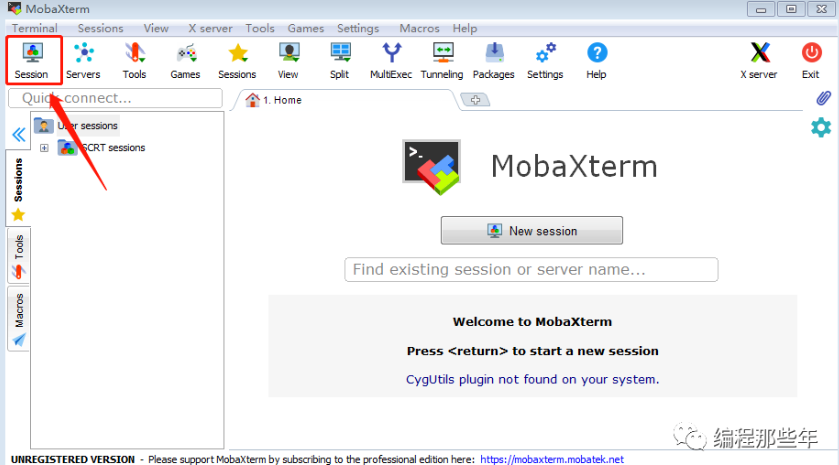 MobaXterm
Terminal Sessions View X server Tools Games Settings Macros Help
Session Servers Tools Games Sessions View Split MultiExec Tunneling Packages Settings Help X server Exit
Quick connect...
1. Home
User sessions
SCRT sessions
Sessions
Tools
Macros
MobaXterm
New session
Find existing session or server name...
Welcome to MobaXterm
Press <return> to start a new session
CygUtils plugin not found on your system.
编程那些年
UNREGISTERED VERSION - Please support MobaXterm by subscribing to the professional edition here: https://mobaxterm.mobatek.net